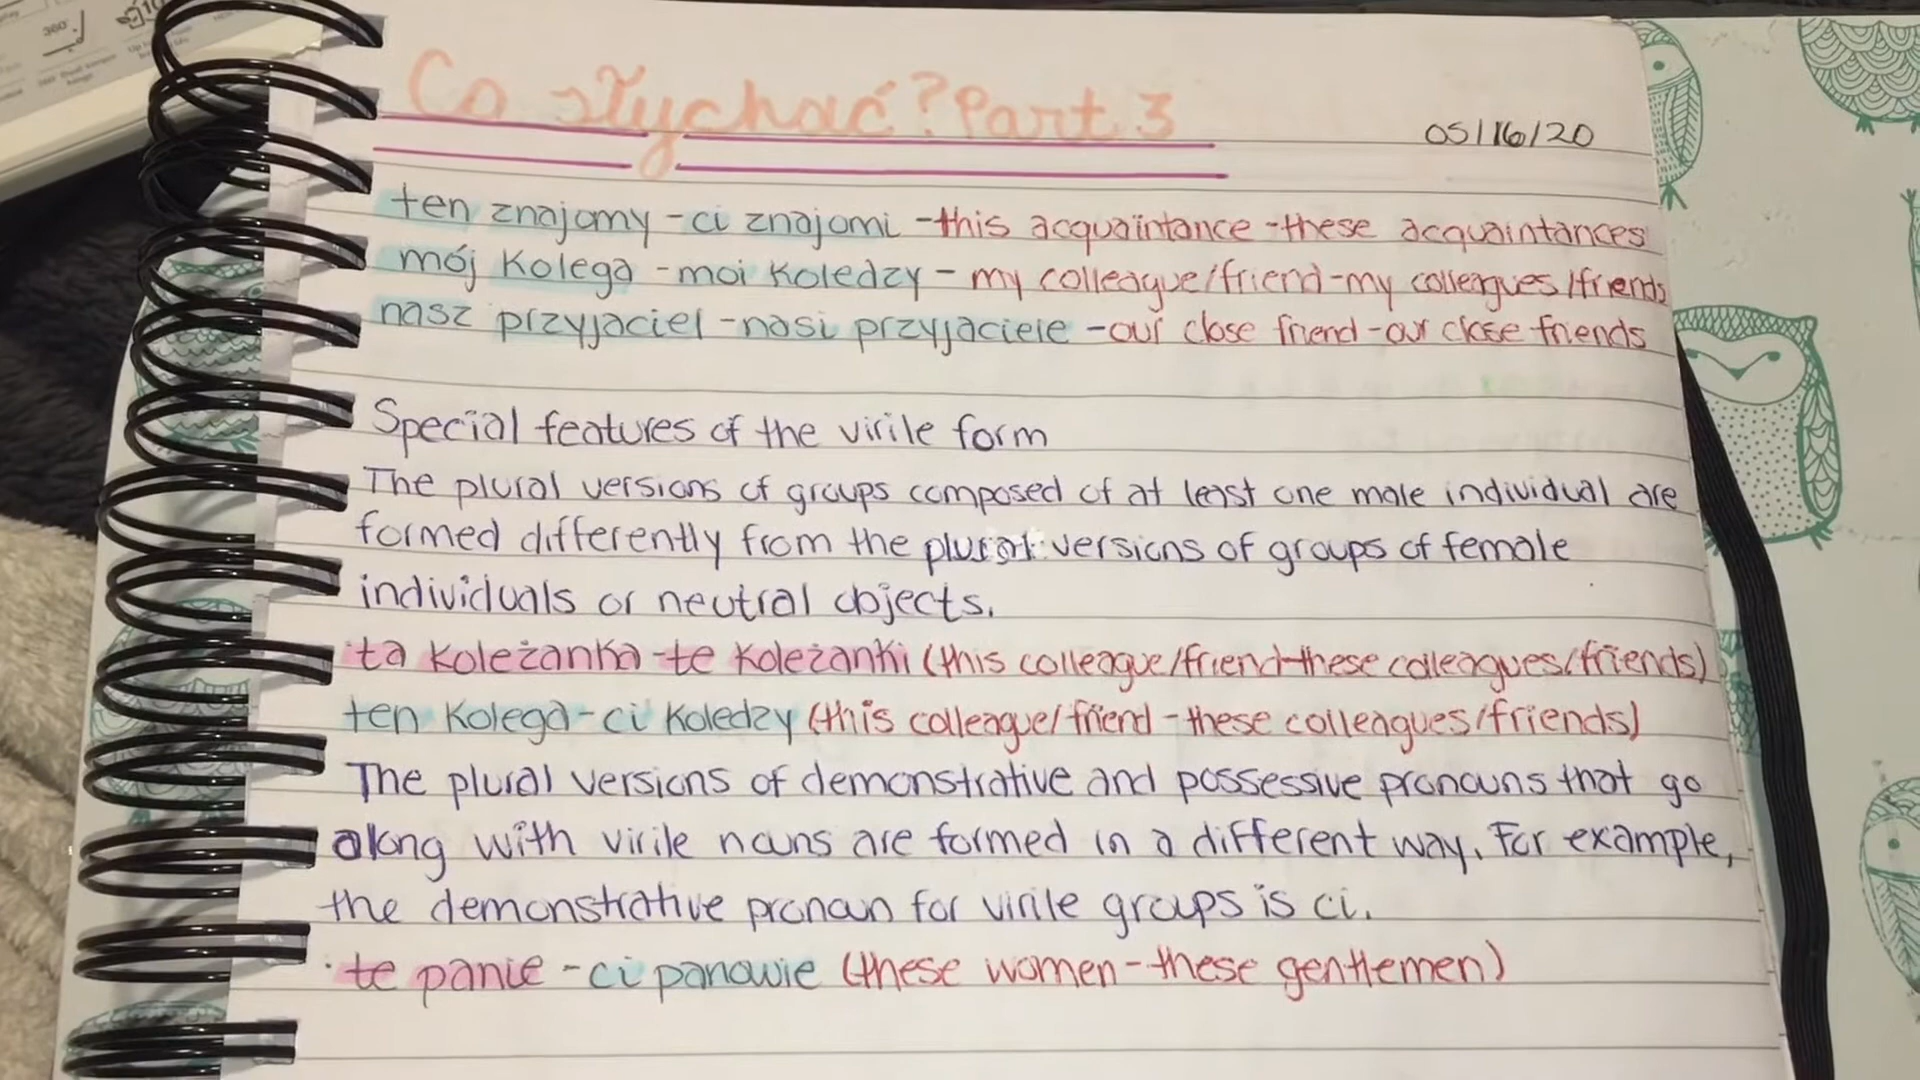 Co słychać? Part 3
05/16/20
ten znajomy - ci znajomi - this acquaintance - these acquaintances
mój kolega - moi koledzy - my colleague/friend - my colleagues/friends
nasz przyjaciel - nasi przyjaciele - our close friend - our close friends
Special features of the virile form
The plural versions of groups composed of at least one male individual are
formed differently from the plural versions of groups of female
individuals or neutral objects.
ta koleżanka - te koleżanki (this colleague/friend - these colleagues/friends)
ten kolega - ci koledzy (this colleague/friend - these colleagues/friends)
The plural versions of demonstrative and possessive pronouns that go
along with virile nouns are formed in a different way. For example,
the demonstrative pronoun for virile groups is ci.
te panie - ci panowie (these women - these gentlemen)
360°